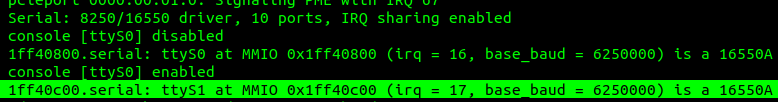 pcieport 0000:00:01.0: Signaling PME with IRQ 67
Serial: 8250/16550 driver, 10 ports, IRQ sharing enabled
console [ttyS0] disabled
1ff40800.serial: ttyS0 at MMIO 0x1ff40800 (irq = 16, base_baud = 6250000) is a 16550A
console [ttyS0] enabled
1ff40c00.serial: ttyS1 at MMIO 0x1ff40c00 (irq = 17, base_baud = 6250000) is a 16550A